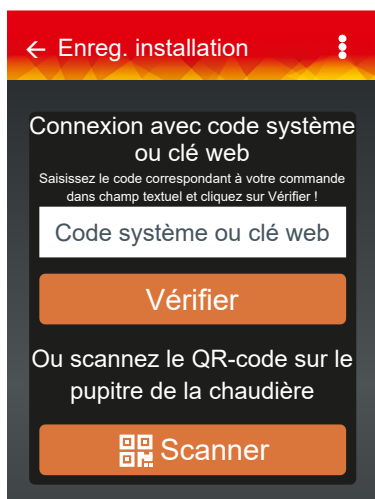 Enreg. installation
Connexion avec code système
ou clé web
Saisissez le code correspondant à votre commande
dans champ textuel et cliquez sur Vérifier !
Code système ou clé web
Vérifier
Ou scannez le QR-code sur le
pupitre de la chaudière
Scanner